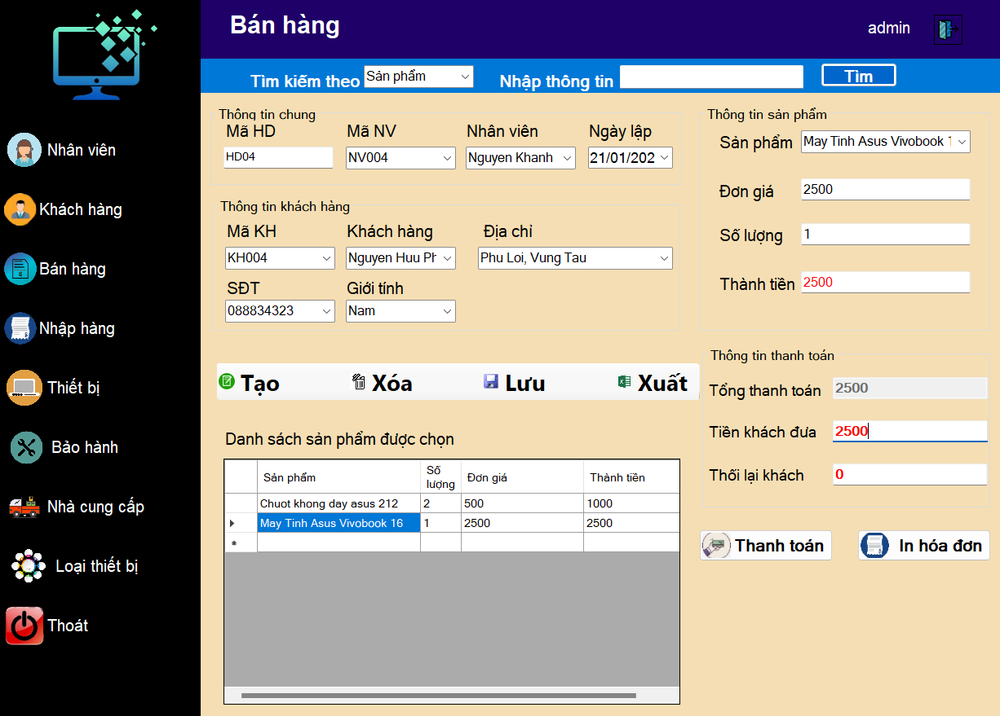 Bán hàng
admin
Tìm kiếm theo Sản phẩm Nhập thông tin Tìm
Nhân viên
Khách hàng
Bán hàng
Nhập hàng
Thiết bị
Bảo hành
Nhà cung cấp
Loại thiết bị
Thoát
Thông tin chung
Mã HD Mã NV Nhân viên Ngày lập
HD04 NV004 Nguyen Khanh 21/01/202
Thông tin khách hàng
Mã KH Khách hàng Địa chỉ
KH004 Nguyen Huu Ph Phu Loi, Vung Tau
SĐT Giới tính
088834323 Nam
Thông tin sản phẩm
Sản phẩm May Tinh Asus Vivobook 1
Đơn giá 2500
Số lượng 1
Thành tiền 2500
Tạo Xóa Lưu Xuất
Thông tin thanh toán
Tổng thanh toán 2500
Tiền khách đưa 2500
Thối lại khách 0
Thanh toán In hóa đơn
Danh sách sản phẩm được chọn
Sản phẩm Số lượng Đơn giá Thành tiền
Chuot khong day asus 212 2 500 1000
May Tinh Asus Vivobook 16 1 2500 2500